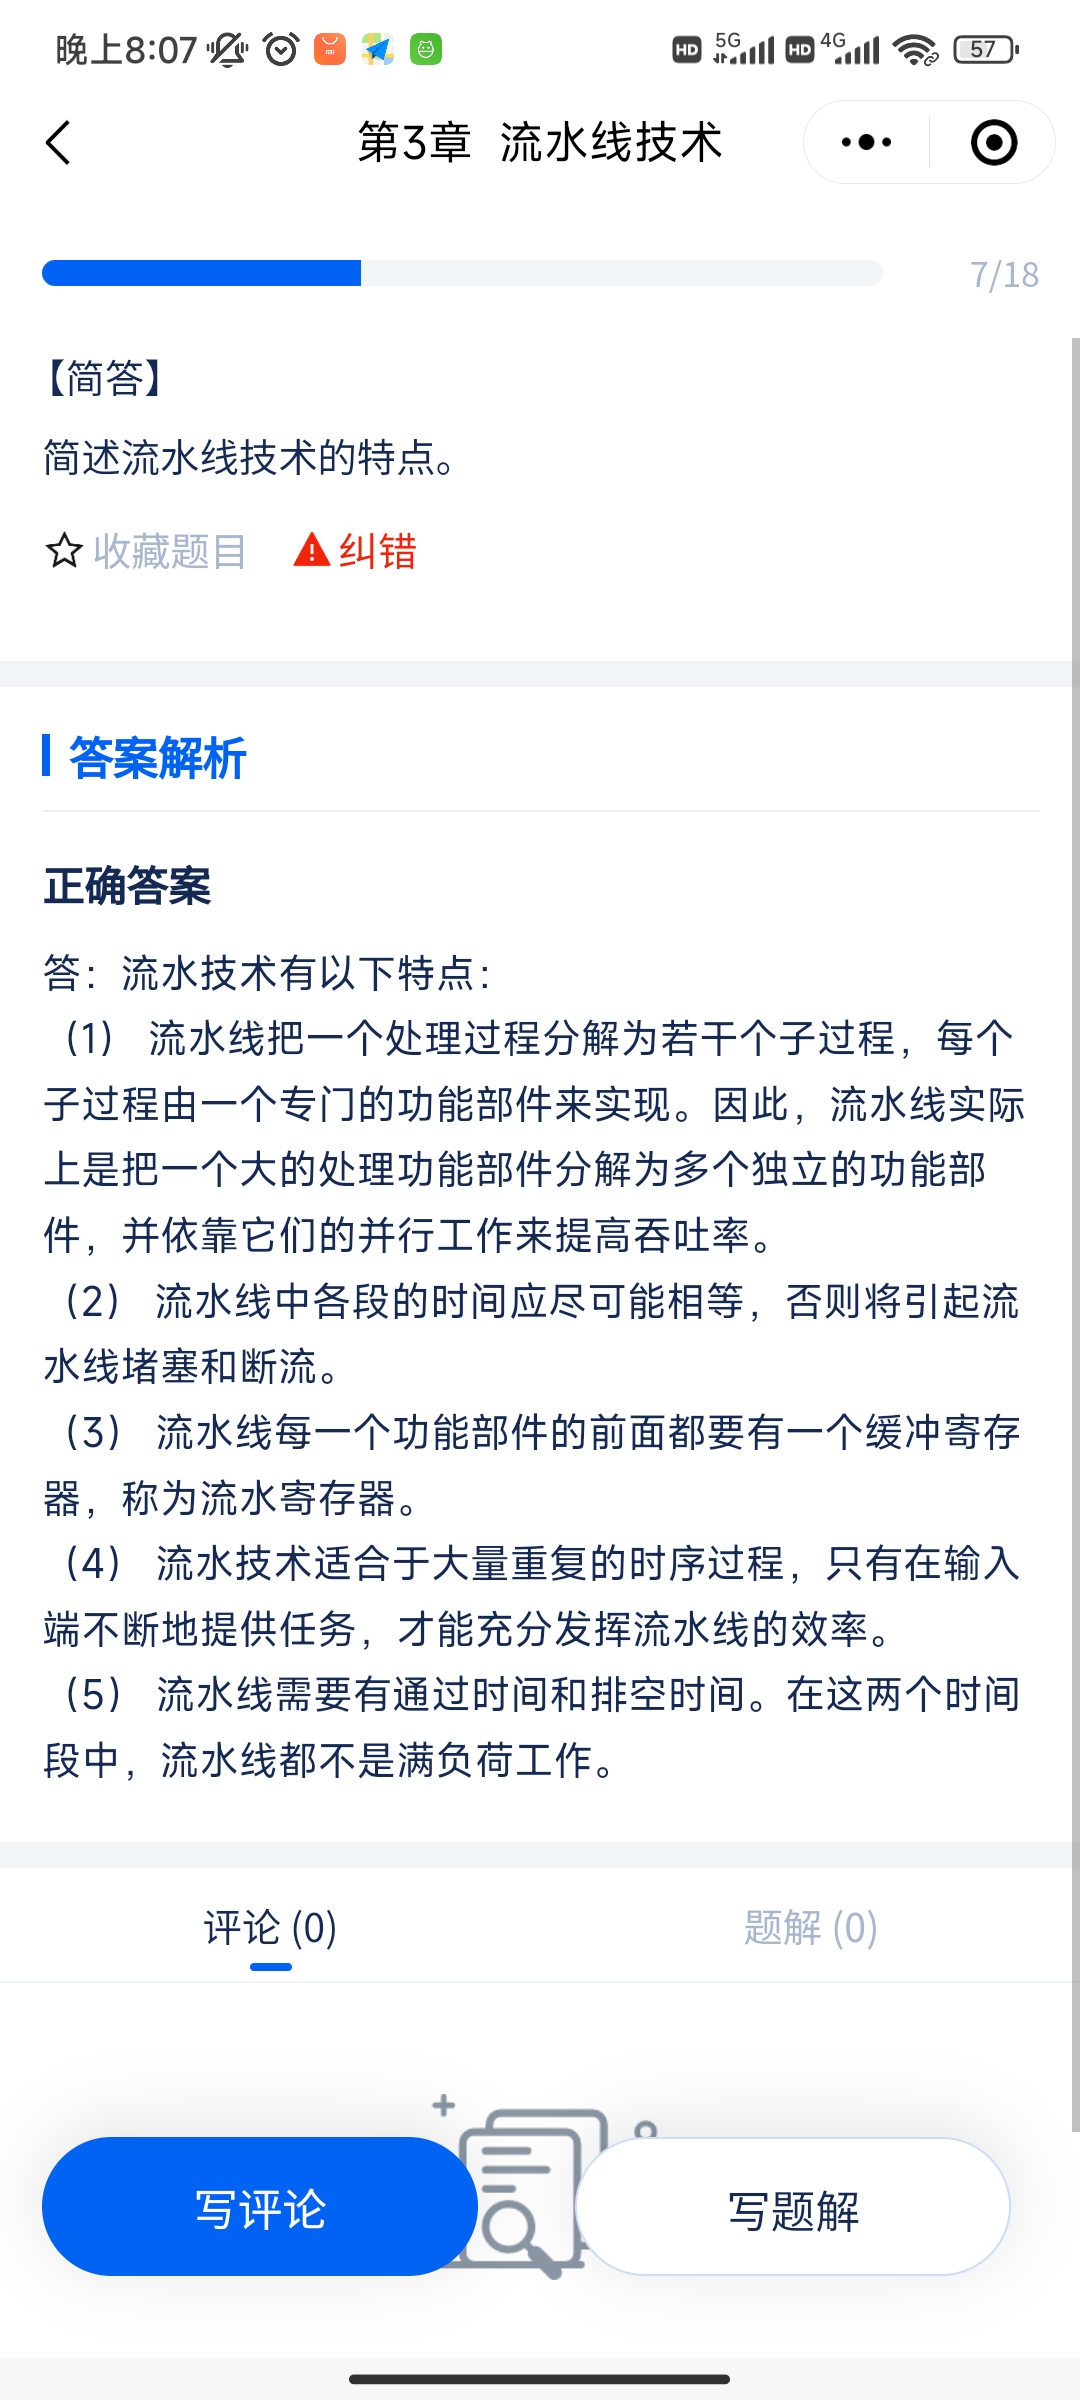 晚上8:07
HD 5G HD 4G 57
第3章 流水线技术
7/18
【简答】
简述流水线技术的特点。
收藏题目 纠错
答案解析
正确答案
答：流水技术有以下特点：
（1） 流水线把一个处理过程分解为若干个子过程，每个
子过程由一个专门的功能部件来实现。因此，流水线实际
上是把一个大的处理功能部件分解为多个独立的功能部
件，并依靠它们的并行工作来提高吞吐率。
（2） 流水线中各段的时间应尽可能相等，否则将引起流
水线堵塞和断流。
（3） 流水线每一个功能部件的前面都要有一个缓冲寄存
器，称为流水寄存器。
（4） 流水技术适合于大量重复的时序过程，只有在输入
端不断地提供任务，才能充分发挥流水线的效率。
（5） 流水线需要有通过时间和排空时间。在这两个时间
段中，流水线都不是满负荷工作。
评论 (0) 题解 (0)
写评论 写题解